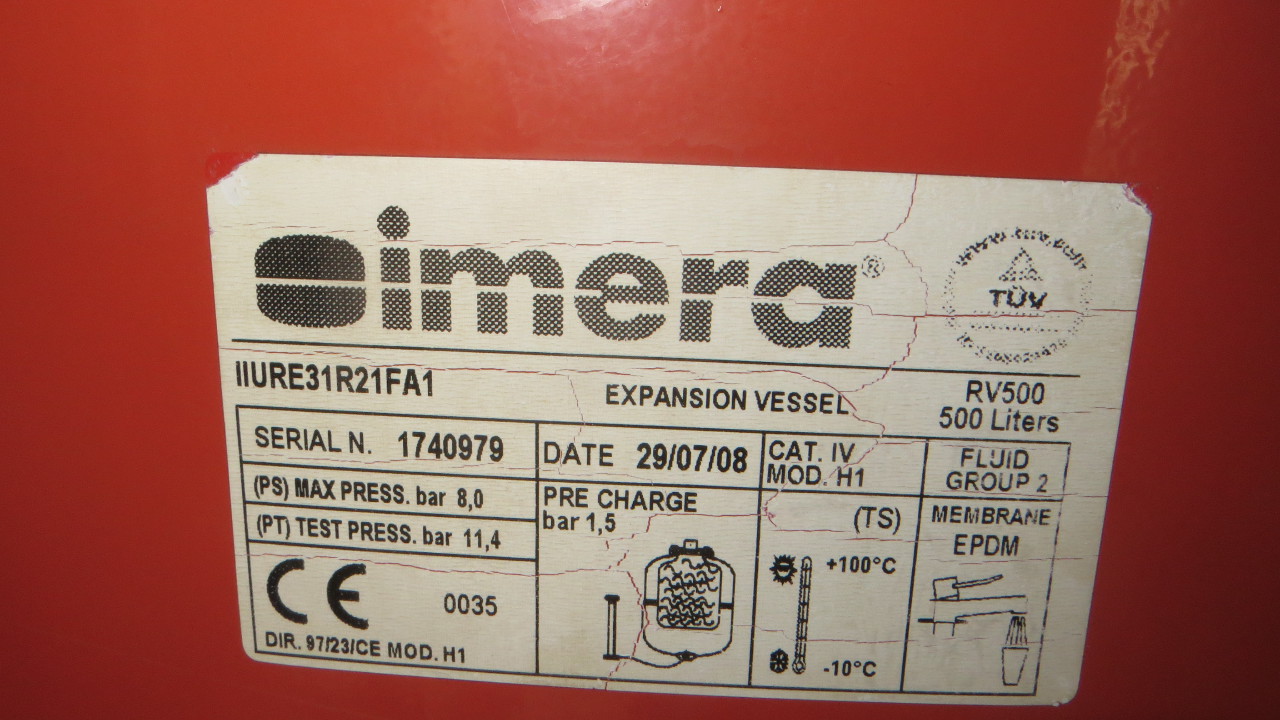 imera®
TÜV
IIURE31R21FA1
EXPANSION VESSEL
RV500
500 Liters
SERIAL N. 1740979
DATE 29/07/08
CAT. IV
MOD. H1
FLUID
GROUP 2
(PS) MAX PRESS. bar 8,0
(PT) TEST PRESS. bar 11,4
PRE CHARGE
bar 1,5
(TS)
+100°C
-10°C
MEMBRANE
EPDM
CE 0035
DIR. 97/23/CE MOD. H1